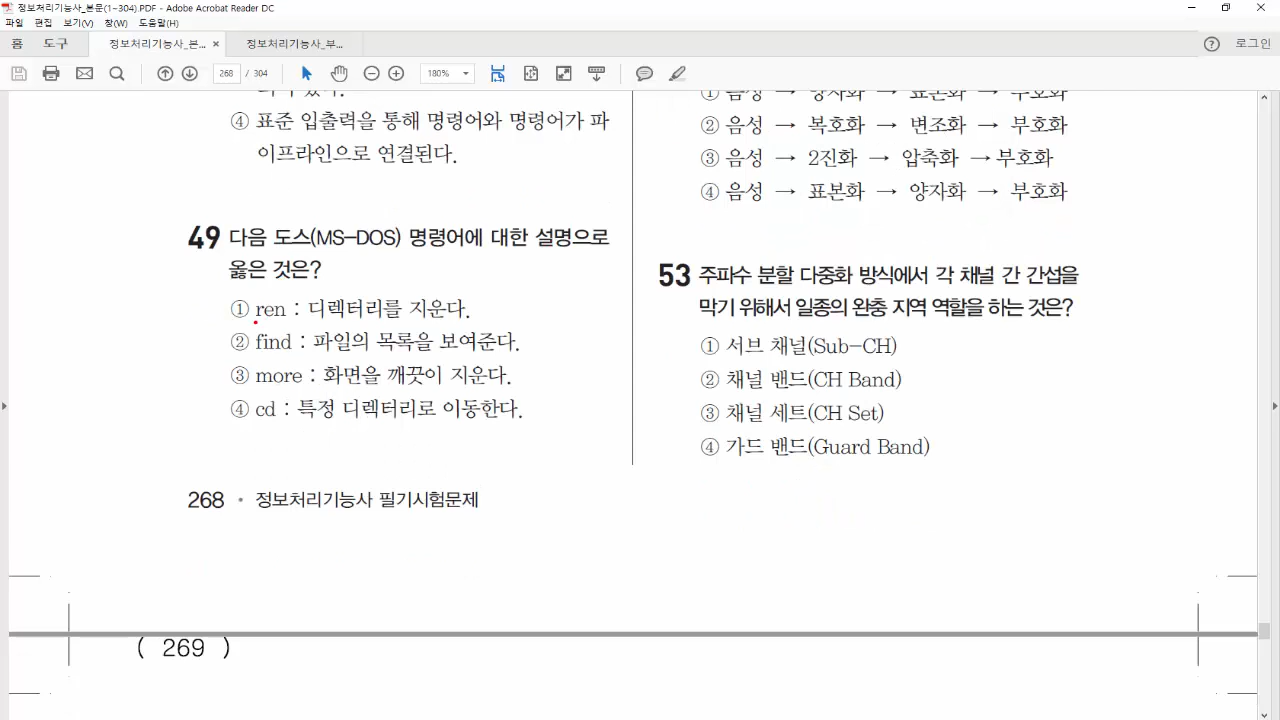 정보처리기능사_본문(1~304).PDF - Adobe Acrobat Reader DC
파일 편집 보기(V) 창(W) 도움말(H)
홈 도구 정보처리기능사_본... × 정보처리기능사_부... 로그인
268 / 304 180%
④ 표준 입출력을 통해 명령어와 명령어가 파
이프라인으로 연결된다.
49 다음 도스(MS-DOS) 명령어에 대한 설명으로
옳은 것은?
① ren : 디렉터리를 지운다.
② find : 파일의 목록을 보여준다.
③ more : 화면을 깨끗이 지운다.
④ cd : 특정 디렉터리로 이동한다.
268 • 정보처리기능사 필기시험문제
① 음성 → 양자화 → 표본화 → 부호화
② 음성 → 복호화 → 변조화 → 부호화
③ 음성 → 2진화 → 압축화 → 부호화
④ 음성 → 표본화 → 양자화 → 부호화
53 주파수 분할 다중화 방식에서 각 채널 간 간섭을
막기 위해서 일종의 완충 지역 역할을 하는 것은?
① 서브 채널(Sub-CH)
② 채널 밴드(CH Band)
③ 채널 세트(CH Set)
④ 가드 밴드(Guard Band)
( 269 )